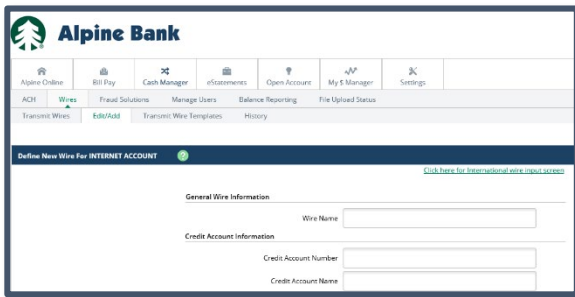 Alpine Bank
Alpine Online Bill Pay Cash Manager eStatements Open Account My $ Manager Settings
ACH Wires Fraud Solutions Manage Users Balance Reporting File Upload Status
Transmit Wires Edit/Add Transmit Wire Templates History
Define New Wire For INTERNET ACCOUNT ?
Click here for International wire input screen
General Wire Information
Wire Name
Credit Account Information
Credit Account Number
Credit Account Name